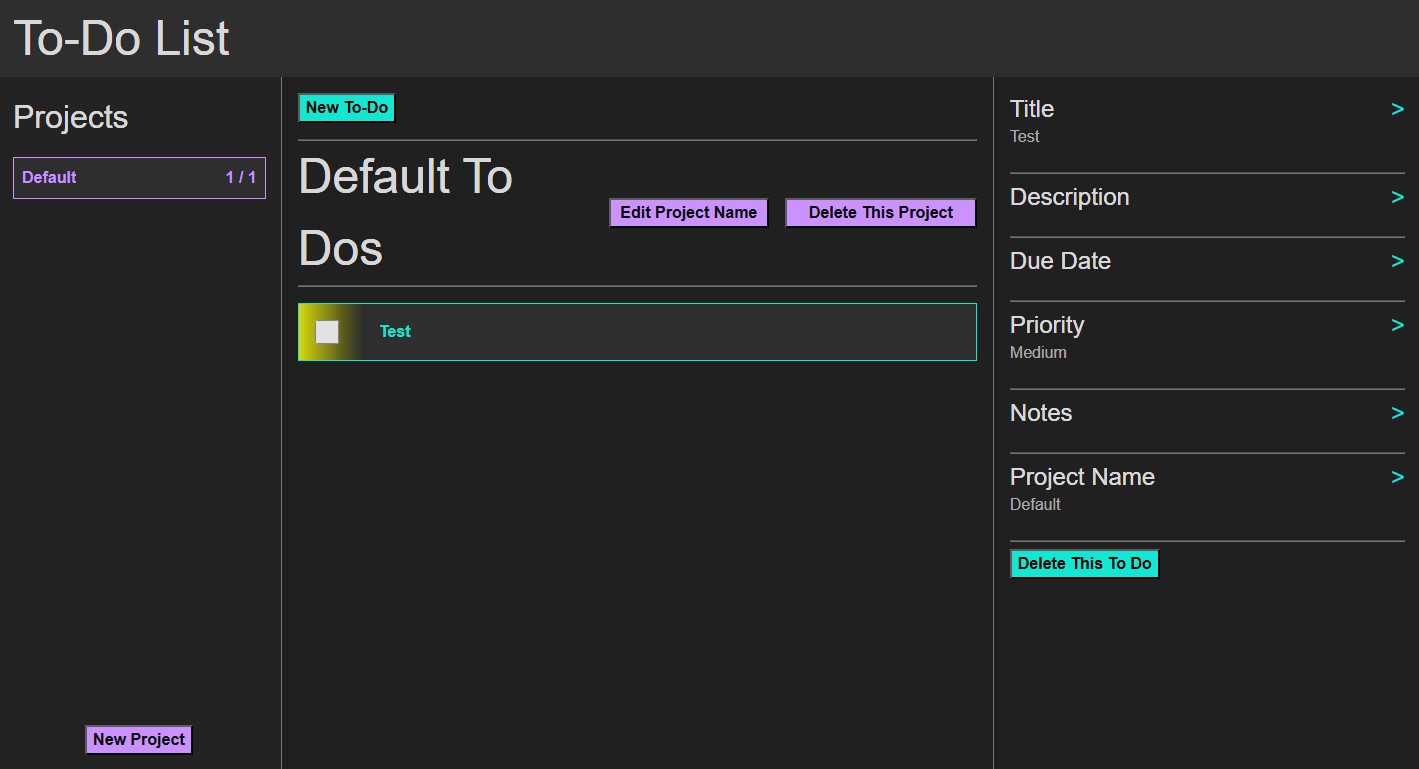 To-Do List
Projects
Default 1 / 1
New Project
New To-Do
Default To
Dos
Edit Project Name
Delete This Project
Test
Title >
Test
Description >
Due Date >
Priority >
Medium
Notes >
Project Name >
Default
Delete This To Do